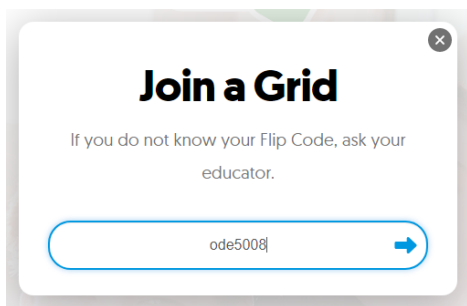 Join a Grid
If you do not know your Flip Code, ask your
educator.
ode5008